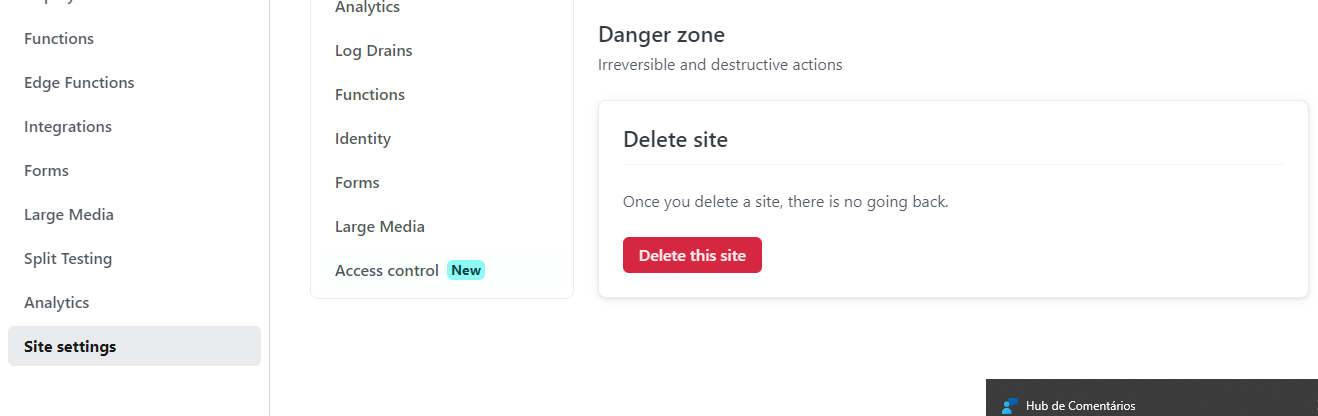 Functions
Edge Functions
Integrations
Forms
Large Media
Split Testing
Analytics
Site settings
Analytics
Log Drains
Functions
Identity
Forms
Large Media
Access control New
Danger zone
Irreversible and destructive actions
Delete site
Once you delete a site, there is no going back.
Delete this site
Hub de Comentários